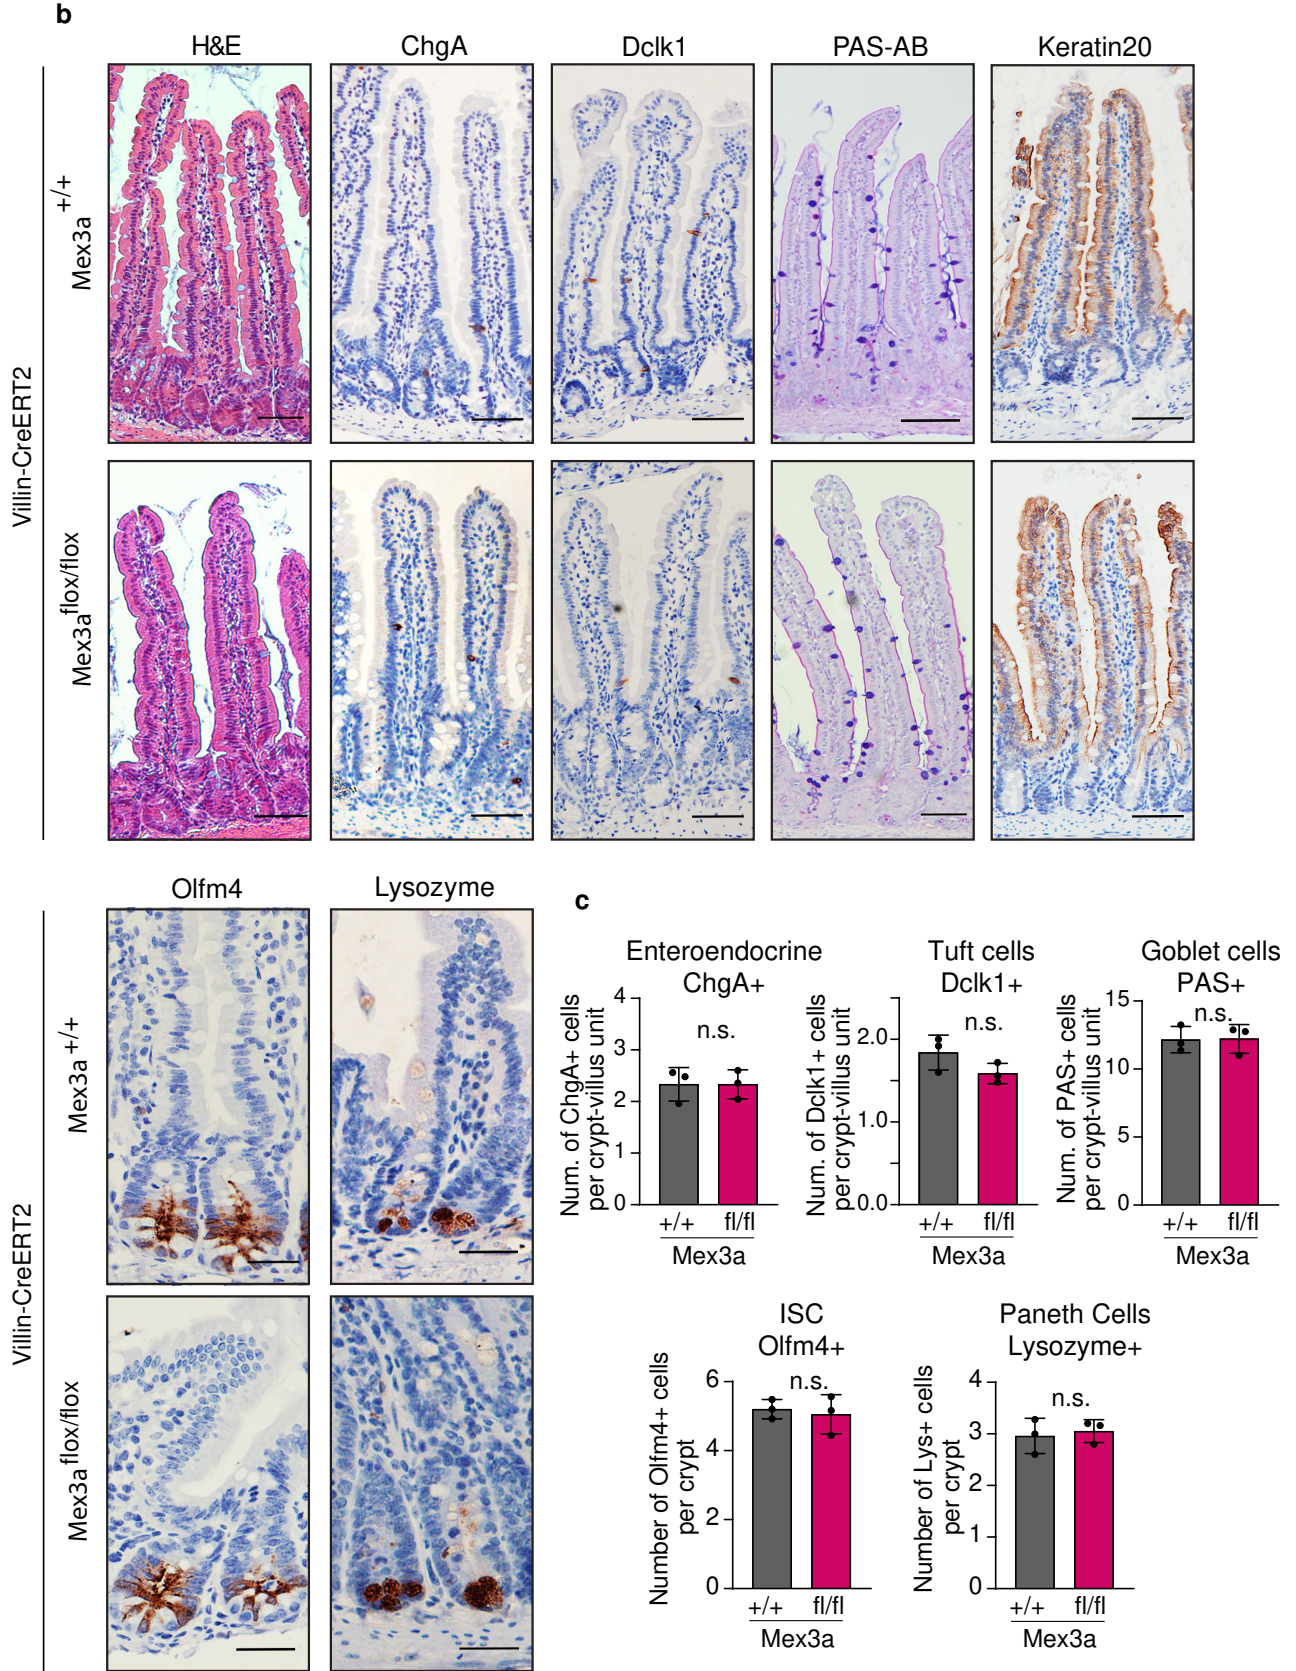 b
H&E
ChgA
Dclk1
PAS-AB
Keratin20
Villin-CreERT2
Mex3a+/+
Mex3aflox/flox
Olfm4
Lysozyme
Villin-CreERT2
Mex3a+/+
Mex3aflox/flox
c
Enteroendocrine
ChgA+
Num. of ChgA+ cells
per crypt-villus unit
4
3
2
1
0
n.s.
+/+
fl/fl
Mex3a
Tuft cells
Dclk1+
Num. of Dclk1+ cells
per crypt-villus unit
2.0
1.0
0.0
n.s.
+/+
fl/fl
Mex3a
Goblet cells
PAS+
Num. of PAS+ cells
per crypt-villus unit
15
10
5
0
n.s.
+/+
fl/fl
Mex3a
ISC
Olfm4+
Number of Olfm4+ cells
per crypt
6
4
2
0
n.s.
+/+
fl/fl
Mex3a
Paneth Cells
Lysozyme+
Number of Lys+ cells
per crypt
4
3
2
1
0
n.s.
+/+
fl/fl
Mex3a